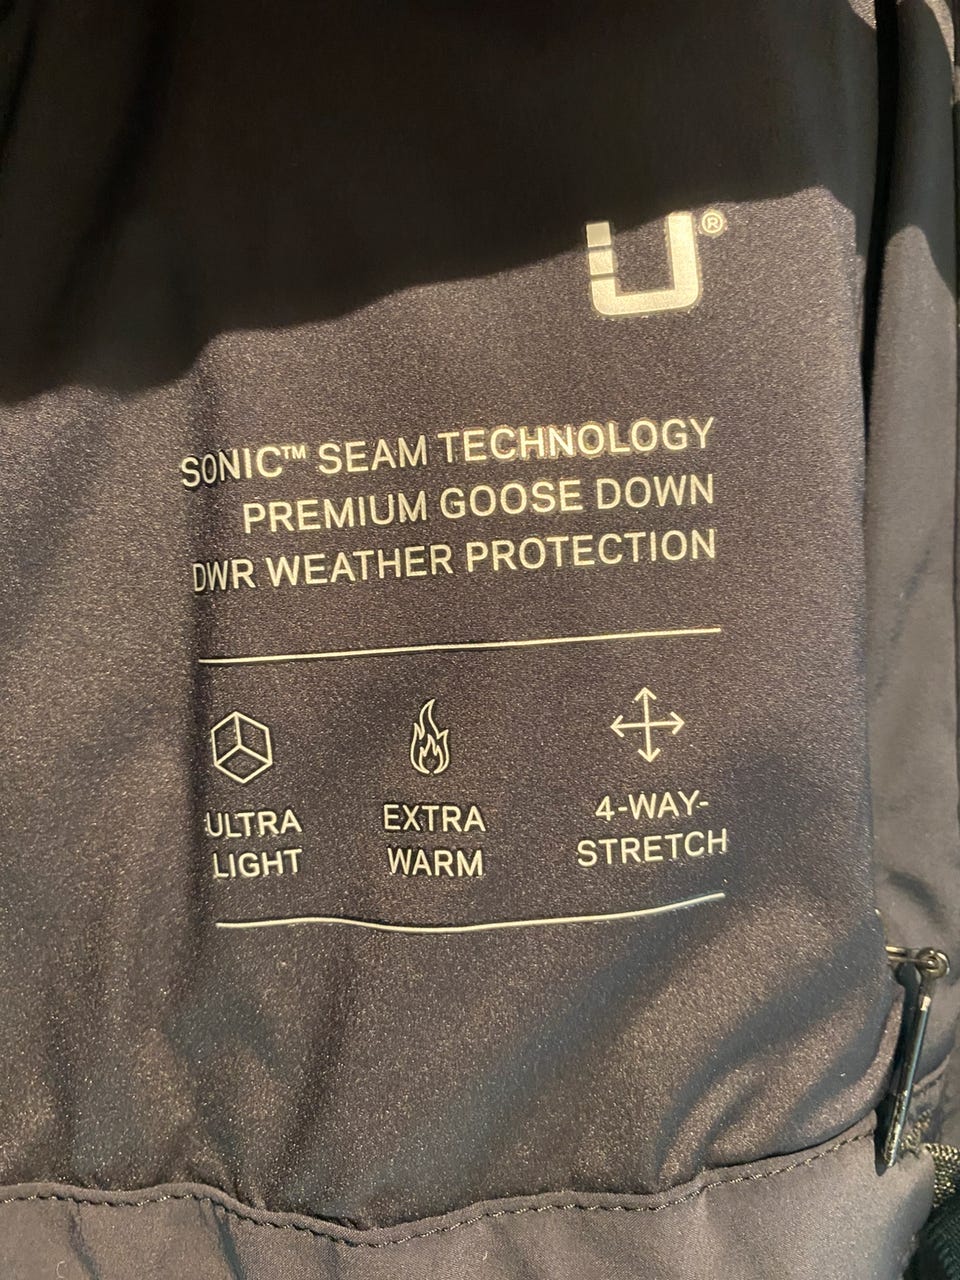 U®
SONIC™ SEAM TECHNOLOGY
PREMIUM GOOSE DOWN
DWR WEATHER PROTECTION
ULTRA
LIGHT
EXTRA
WARM
4-WAY-
STRETCH